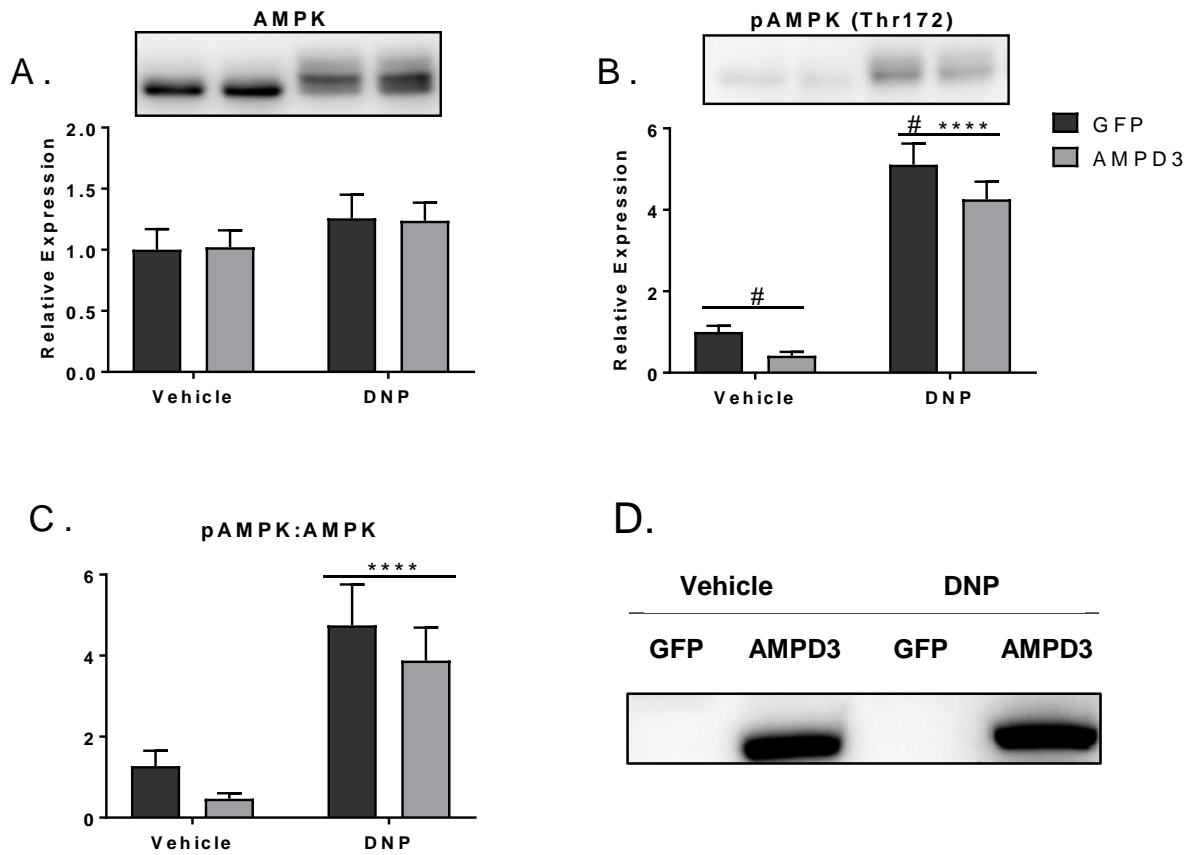 A.
AMPK
Relative Expression
2.0
1.5
1.0
0.5
0.0
Vehicle DNP
B.
pAMPK (Thr172)
Relative Expression
6
4
2
0
#
# ****
Vehicle DNP
GFP
AMPD3
C.
pAMPK:AMPK
6
4
2
0
****
Vehicle DNP
D.
Vehicle DNP
GFP AMPD3 GFP AMPD3